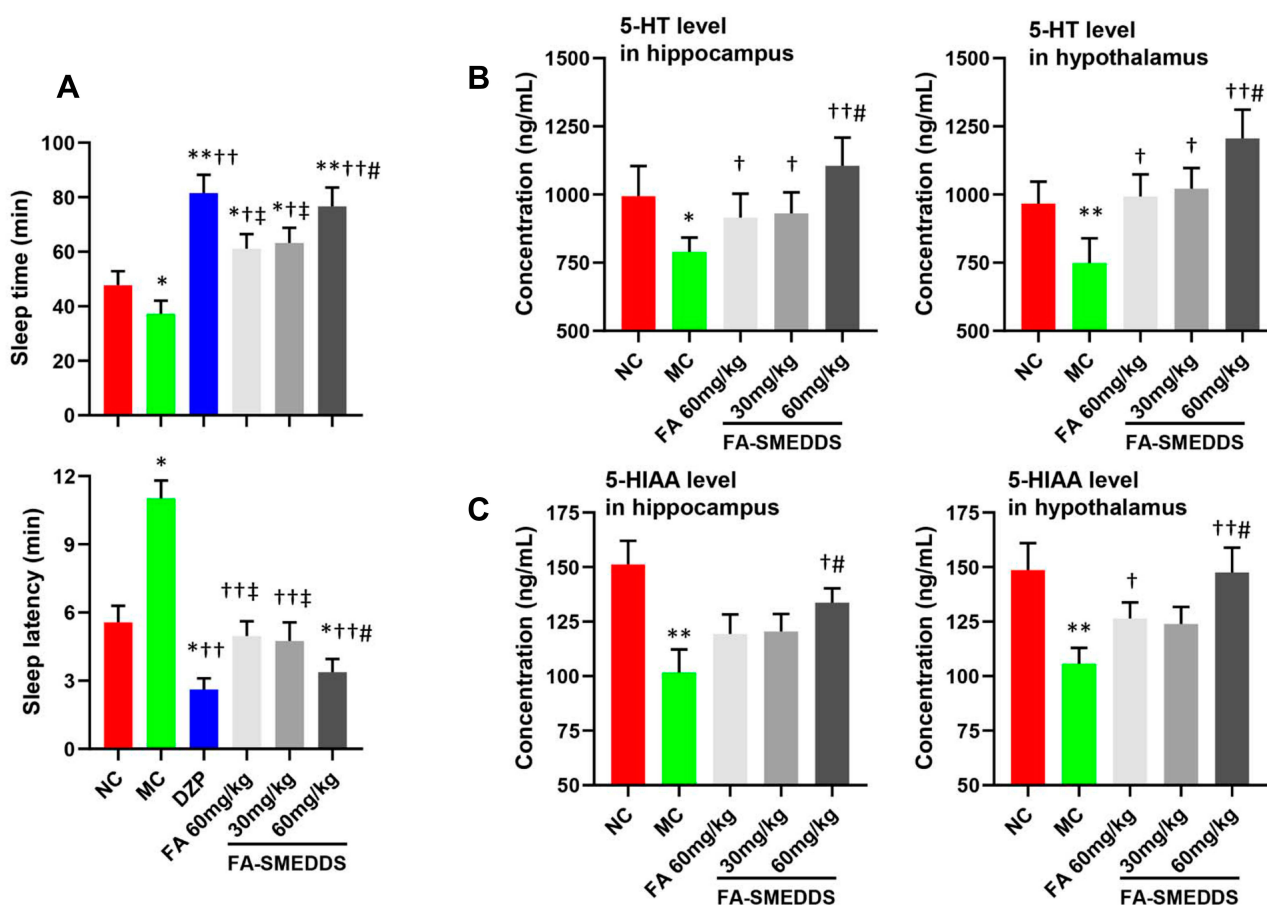 A
Sleep time (min)
100
80
60
40
20
0
*
**††
*†‡
*†‡
**††#
Sleep latency (min)
12
9
6
3
0
*
*††
††‡
††‡
*††#
NC
MC
DZP
FA 60mg/kg
30mg/kg
60mg/kg
FA-SMEDDS
B
5-HT level
in hippocampus
Concentration (ng/mL)
1500
1250
1000
750
500
*
†
†
††#
NC
MC
FA 60mg/kg
30mg/kg
60mg/kg
FA-SMEDDS
5-HT level
in hypothalamus
Concentration (ng/mL)
1500
1250
1000
750
500
**
†
†
††#
NC
MC
FA 60mg/kg
30mg/kg
60mg/kg
FA-SMEDDS
C
5-HIAA level
in hippocampus
Concentration (ng/mL)
175
150
125
100
75
50
**
†#
NC
MC
FA 60mg/kg
30mg/kg
60mg/kg
FA-SMEDDS
5-HIAA level
in hypothalamus
Concentration (ng/mL)
175
150
125
100
75
50
**
†
††#
NC
MC
FA 60mg/kg
30mg/kg
60mg/kg
FA-SMEDDS